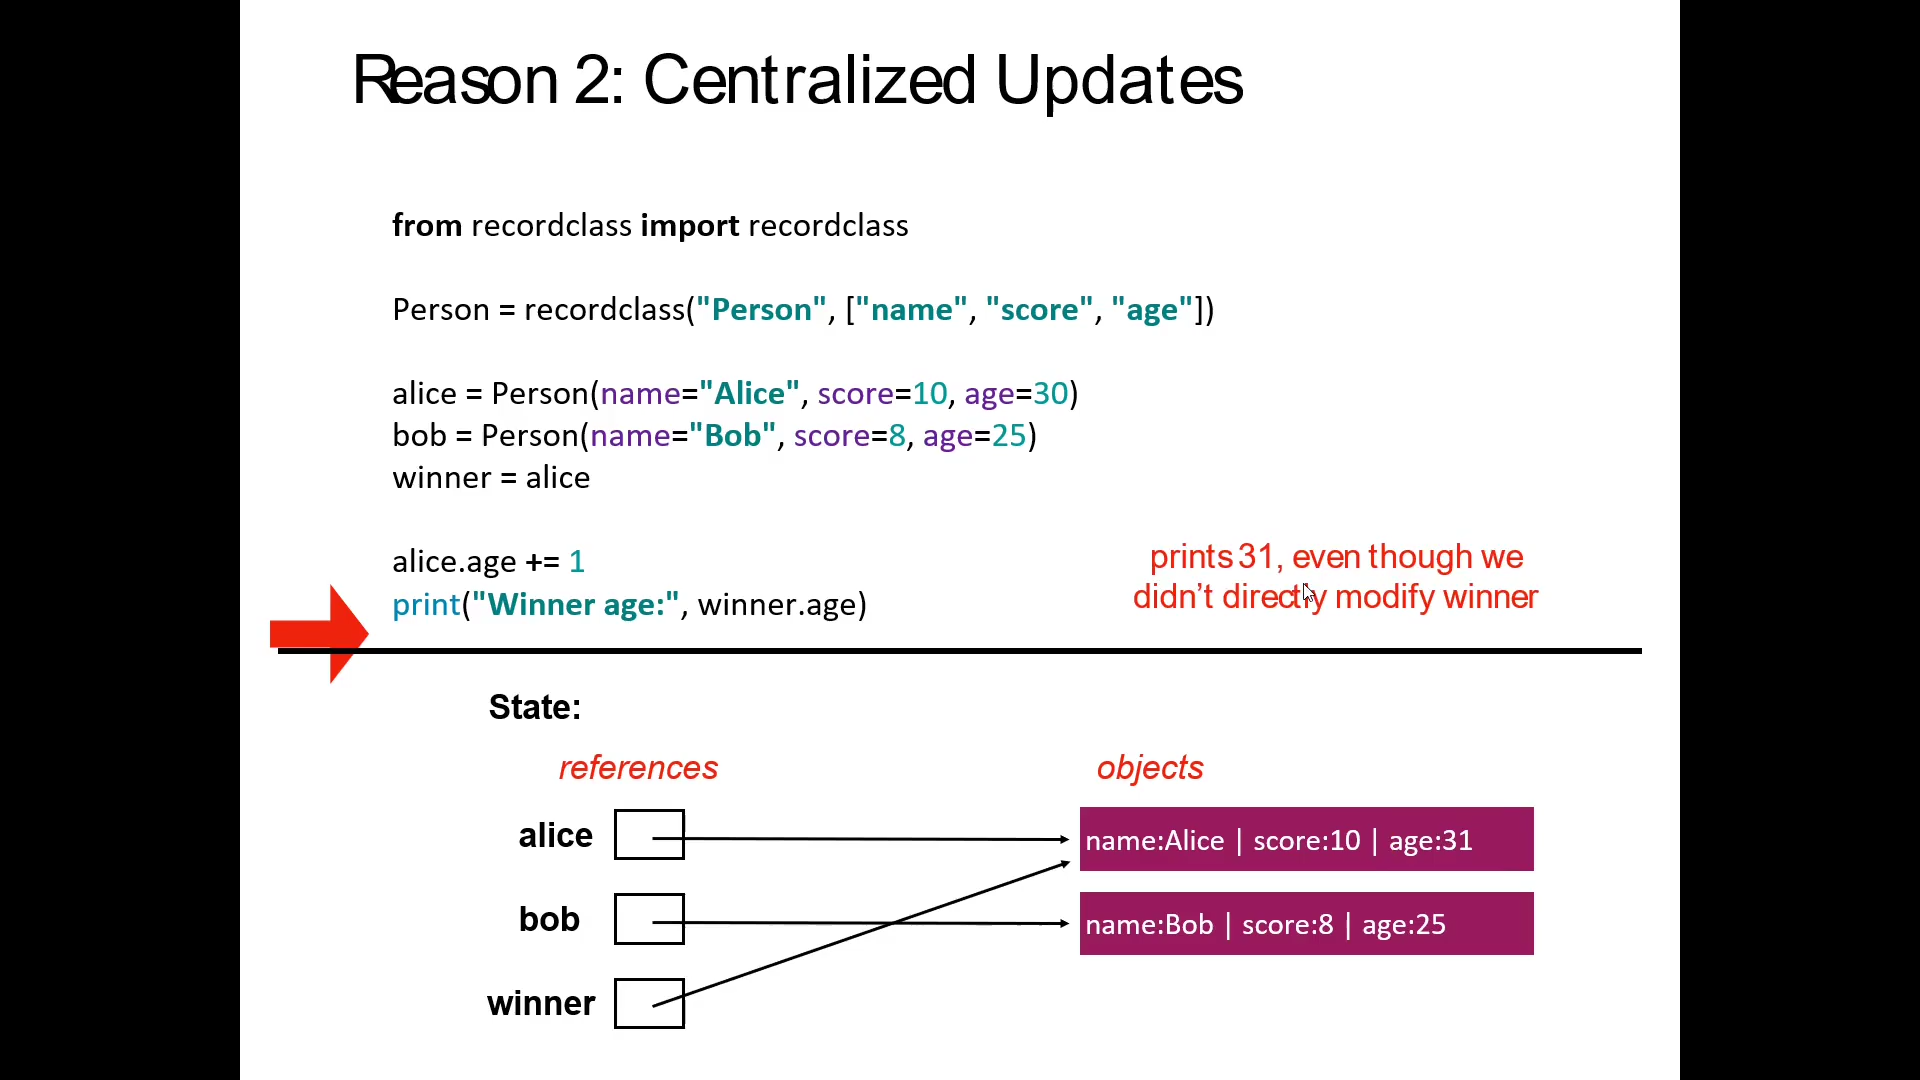 Reason 2: Centralized Updates
from recordclass import recordclass
Person = recordclass("Person", ["name", "score", "age"])
alice = Person(name="Alice", score=10, age=30)
bob = Person(name="Bob", score=8, age=25)
winner = alice
alice.age += 1
print("Winner age:", winner.age)
prints 31, even though we
didn’t directly modify winner
State:
references
objects
alice
name:Alice | score:10 | age:31
bob
name:Bob | score:8 | age:25
winner